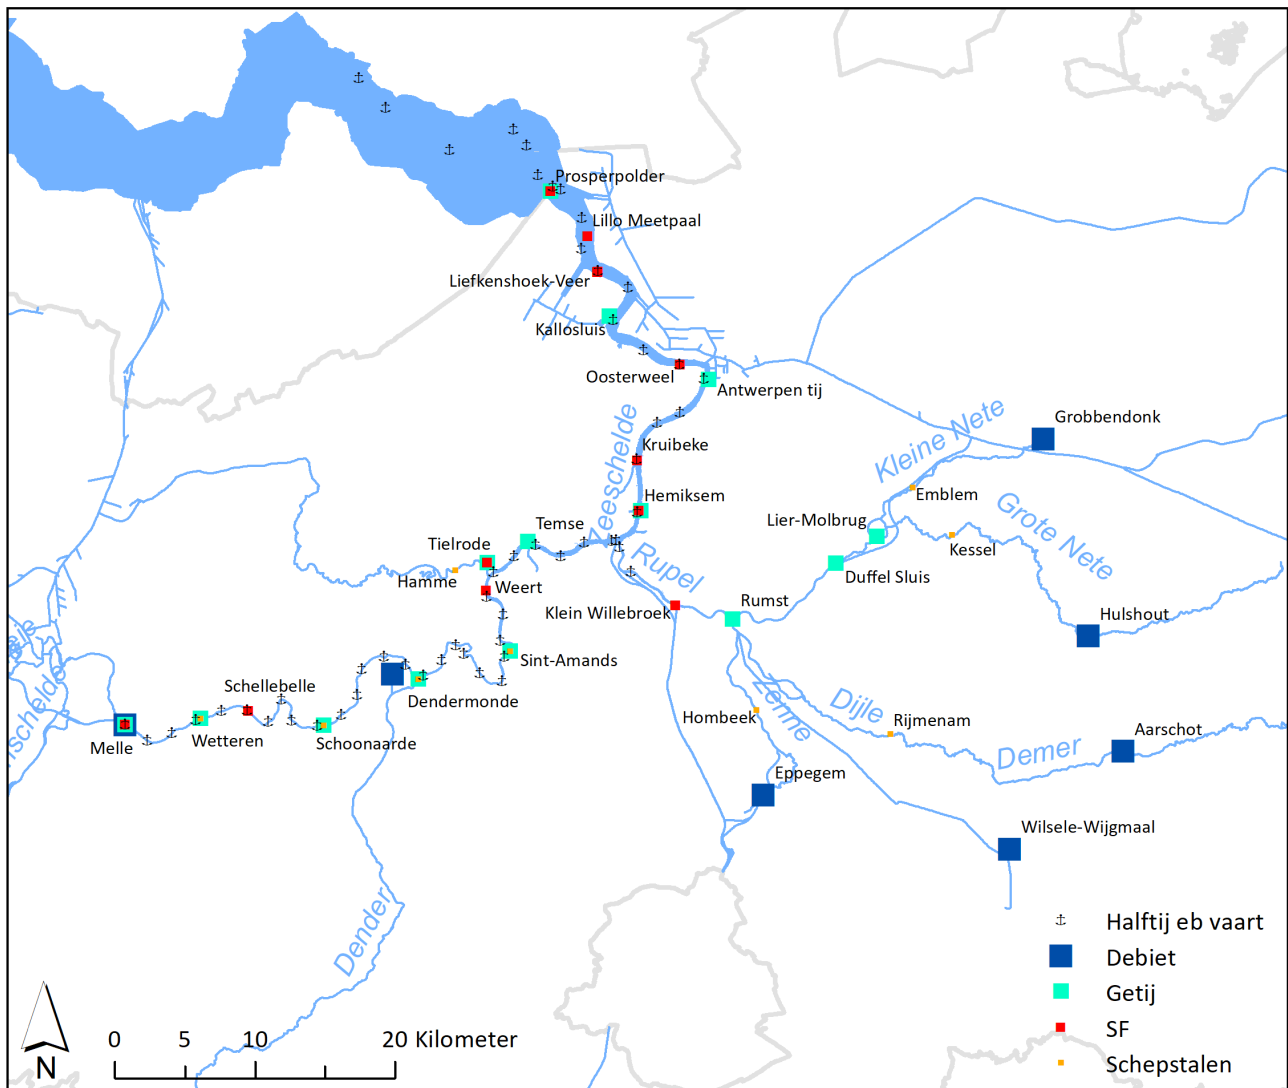 Prosperpolder
Lillo Meetpaal
Liefkenshoek-Veer
Kallosluis
Oosterweel
Antwerpen tij
Zeeschelde
Kruibeke
Kleine Nete
Grobbendonk
Hemiksem
Emblem
Grote Nete
Temse
Lier-Molbrug
Tielrode
Kessel
Hamme
Weert
Rupel
Duffel Sluis
Klein Willebroek
Rumst
Hulshout
Sint-Amands
Schellebelle
Dendermonde
Zenne
Dijle
Hombeek
Rijmenam
Melle
Wetteren
Schoonaarde
Demer
Aarschot
Eppegem
Wilsele-Wijgmaal
Dender
Halftij eb vaart
Debiet
Getij
SF
Schepstalen
0 5 10 20 Kilometer
N